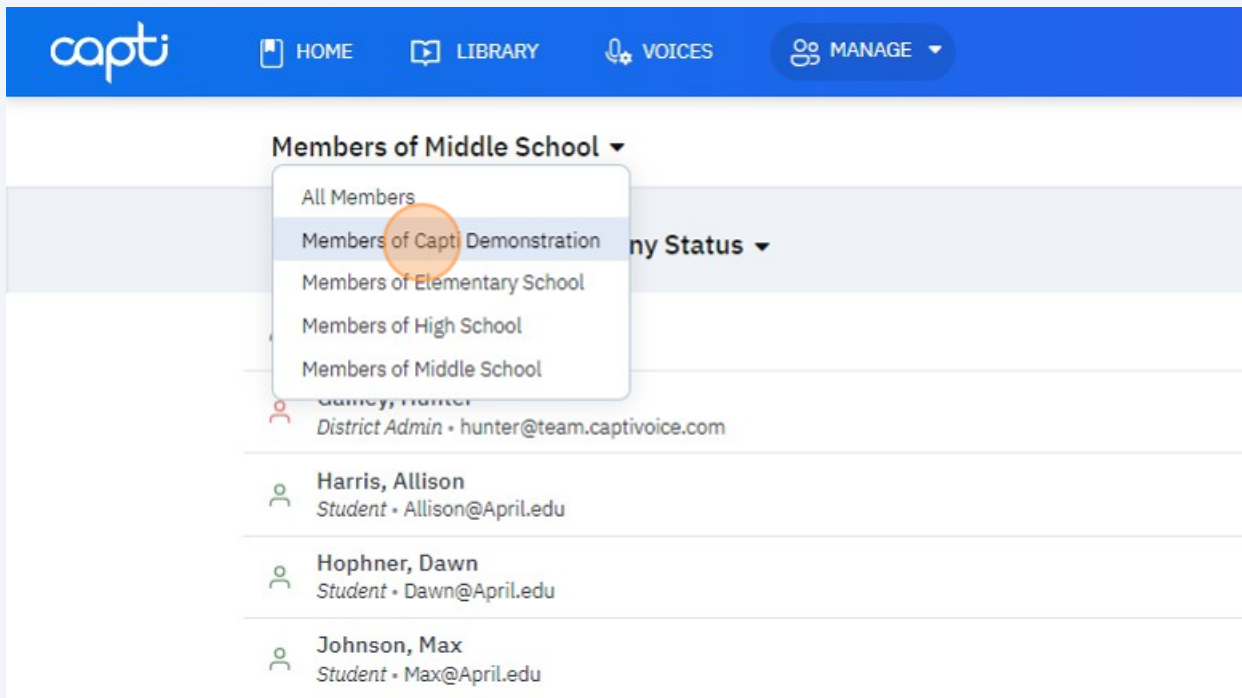 capti HOME LIBRARY VOICES MANAGE
Members of Middle School
All Members
Members of Capti Demonstration
ny Status
Members of Elementary School
Members of High School
Members of Middle School
Gainey, Hunter
District Admin • hunter@team.captivoice.com
Harris, Allison
Student • Allison@April.edu
Hophner, Dawn
Student • Dawn@April.edu
Johnson, Max
Student • Max@April.edu